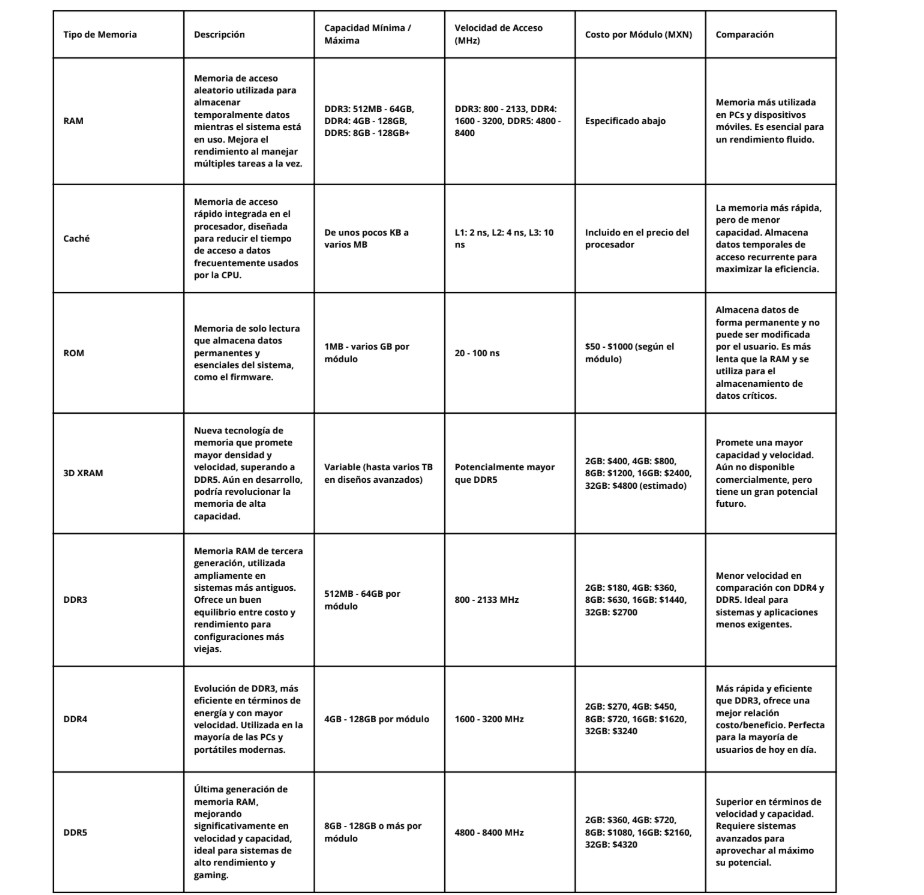 Tipo de Memoria
Descripción
Capacidad Mínima /
Máxima
Velocidad de Acceso
(MHz)
Costo por Módulo (MXN)
Comparación
RAM
Memoria de acceso
aleatorio utilizada para
almacenar
temporalmente datos
mientras el sistema está
en uso. Mejora el
rendimiento al manejar
múltiples tareas a la vez.
DDR3: 512MB - 64GB,
DDR4: 4GB - 128GB,
DDR5: 8GB - 128GB+
DDR3: 800 - 2133, DDR4:
1600 - 3200, DDR5: 4800 -
8400
Especificado abajo
Memoria más utilizada
en PCs y dispositivos
móviles. Es esencial para
un rendimiento fluido.
Caché
Memoria de acceso
rápido integrada en el
procesador, diseñada
para reducir el tiempo
de acceso a datos
frecuentemente usados
por la CPU.
De unos pocos KB a
varios MB
L1: 2 ns, L2: 4 ns, L3: 10
ns
Incluido en el precio del
procesador
La memoria más rápida,
pero de menor
capacidad. Almacena
datos temporales de
acceso recurrente para
maximizar la eficiencia.
ROM
Memoria de solo lectura
que almacena datos
permanentes y
esenciales del sistema,
como el firmware.
1MB - varios GB por
módulo
20 - 100 ns
$50 - $1000 (según el
módulo)
Almacena datos de
forma permanente y no
puede ser modificada
por el usuario. Es más
lenta que la RAM y se
utiliza para el
almacenamiento de
datos críticos.
3D XRAM
Nueva tecnología de
memoria que promete
mayor densidad y
velocidad, superando a
DDR5. Aún en desarrollo,
podría revolucionar la
memoria de alta
capacidad.
Variable (hasta varios TB
en diseños avanzados)
Potencialmente mayor
que DDR5
2GB: $400, 4GB: $800,
8GB: $1200, 16GB: $2400,
32GB: $4800 (estimado)
Promete una mayor
capacidad y velocidad.
Aún no disponible
comercialmente, pero
tiene un gran potencial
futuro.
DDR3
Memoria RAM de tercera
generación, utilizada
ampliamente en
sistemas más antiguos.
Ofrece un buen
equilibrio entre costo y
rendimiento para
configuraciones más
viejas.
512MB - 64GB por
módulo
800 - 2133 MHz
2GB: $180, 4GB: $360,
8GB: $630, 16GB: $1440,
32GB: $2700
Menor velocidad en
comparación con DDR4 y
DDR5. Ideal para
sistemas y aplicaciones
menos exigentes.
DDR4
Evolución de DDR3, más
eficiente en términos de
energía y con mayor
velocidad. Utilizada en la
mayoría de las PCs y
portátiles modernas.
4GB - 128GB por módulo
1600 - 3200 MHz
2GB: $270, 4GB: $450,
8GB: $720, 16GB: $1620,
32GB: $3240
Más rápida y eficiente
que DDR3, ofrece una
mejor relación
costo/beneficio. Perfecta
para la mayoría de
usuarios de hoy en día.
DDR5
Última generación de
memoria RAM,
mejorando
significativamente en
velocidad y capacidad,
ideal para sistemas de
alto rendimiento y
gaming.
8GB - 128GB o más por
módulo
4800 - 8400 MHz
2GB: $360, 4GB: $720,
8GB: $1080, 16GB: $2160,
32GB: $4320
Superior en términos de
velocidad y capacidad.
Requiere sistemas
avanzados para
aprovechar al máximo
su potencial.